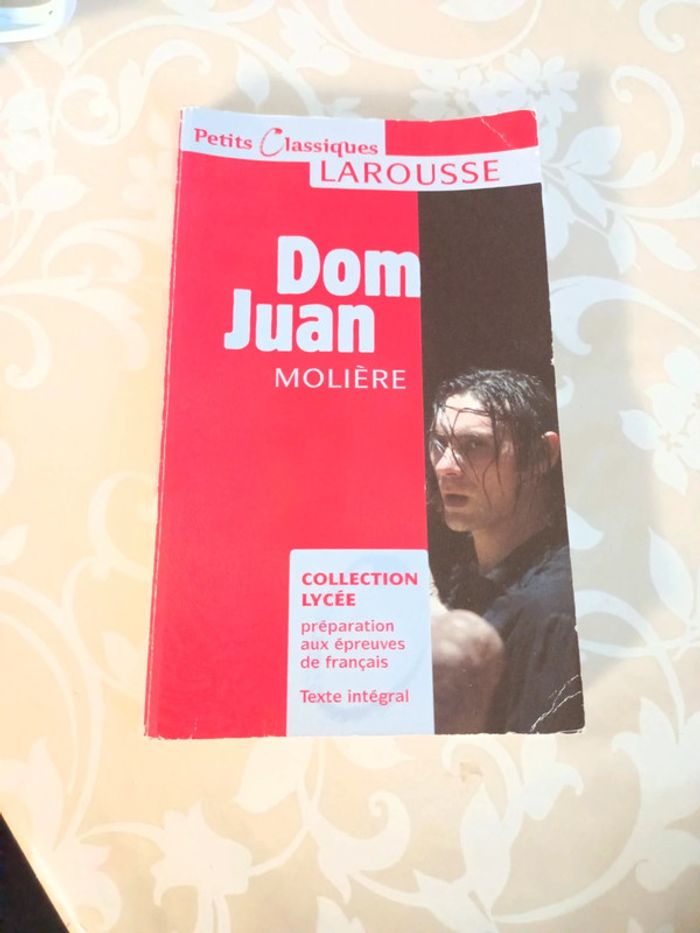 Petits Classiques
LAROUSSE
Dom
Juan
MOLIÈRE
COLLECTION
LYCÉE
préparation
aux épreuves
de français
Texte intégral